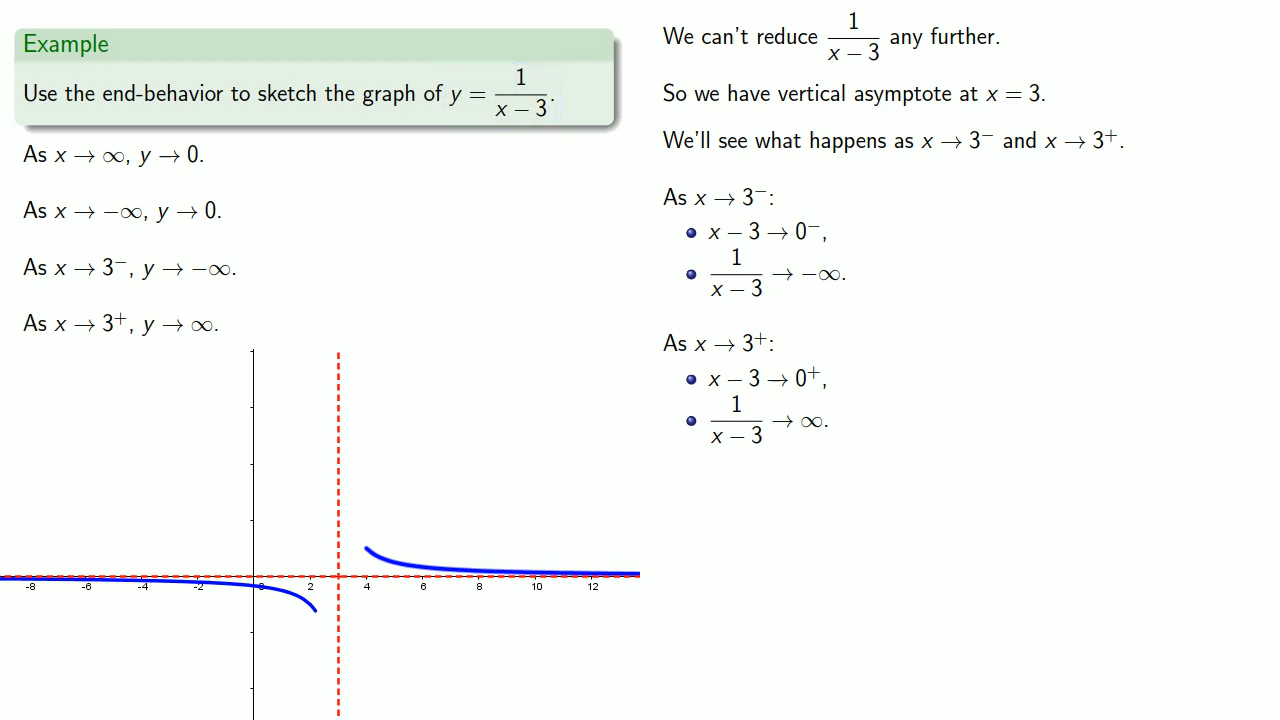 Example
Use the end-behavior to sketch the graph of y = 1/(x − 3).
As x → ∞, y → 0.
As x → −∞, y → 0.
As x → 3⁻, y → −∞.
As x → 3⁺, y → ∞.
-8 -6 -4 -2 0 2 4 6 8 10 12
We can't reduce 1/(x − 3) any further.
So we have vertical asymptote at x = 3.
We'll see what happens as x → 3⁻ and x → 3⁺.
As x → 3⁻:
• x − 3 → 0⁻,
• 1/(x − 3) → −∞.
As x → 3⁺:
• x − 3 → 0⁺,
• 1/(x − 3) → ∞.